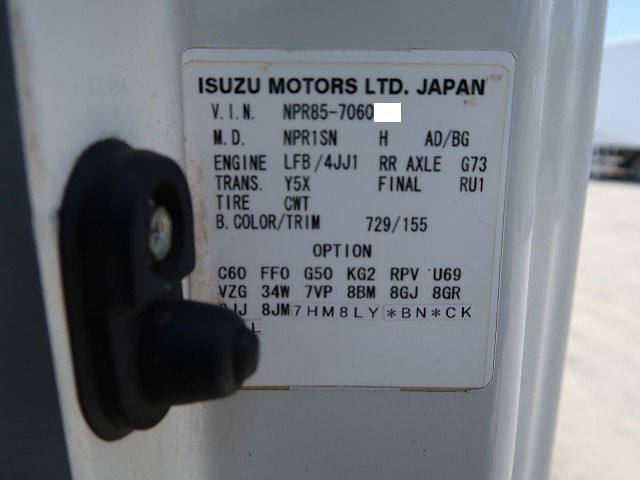 ISUZU MOTORS LTD. JAPAN
V.I.N. NPR85-7060
M.D. NPR1SN H AD/BG
ENGINE LFB/4JJ1 RR AXLE G73
TRANS. Y5X FINAL RU1
TIRE CWT
B.COLOR/TRIM 729/155
OPTION
C60 FF0 G50 KG2 RPV U69
VZG 34W 7VP 8BM 8GJ 8GR
8JM 7HM8LY*BN*CK